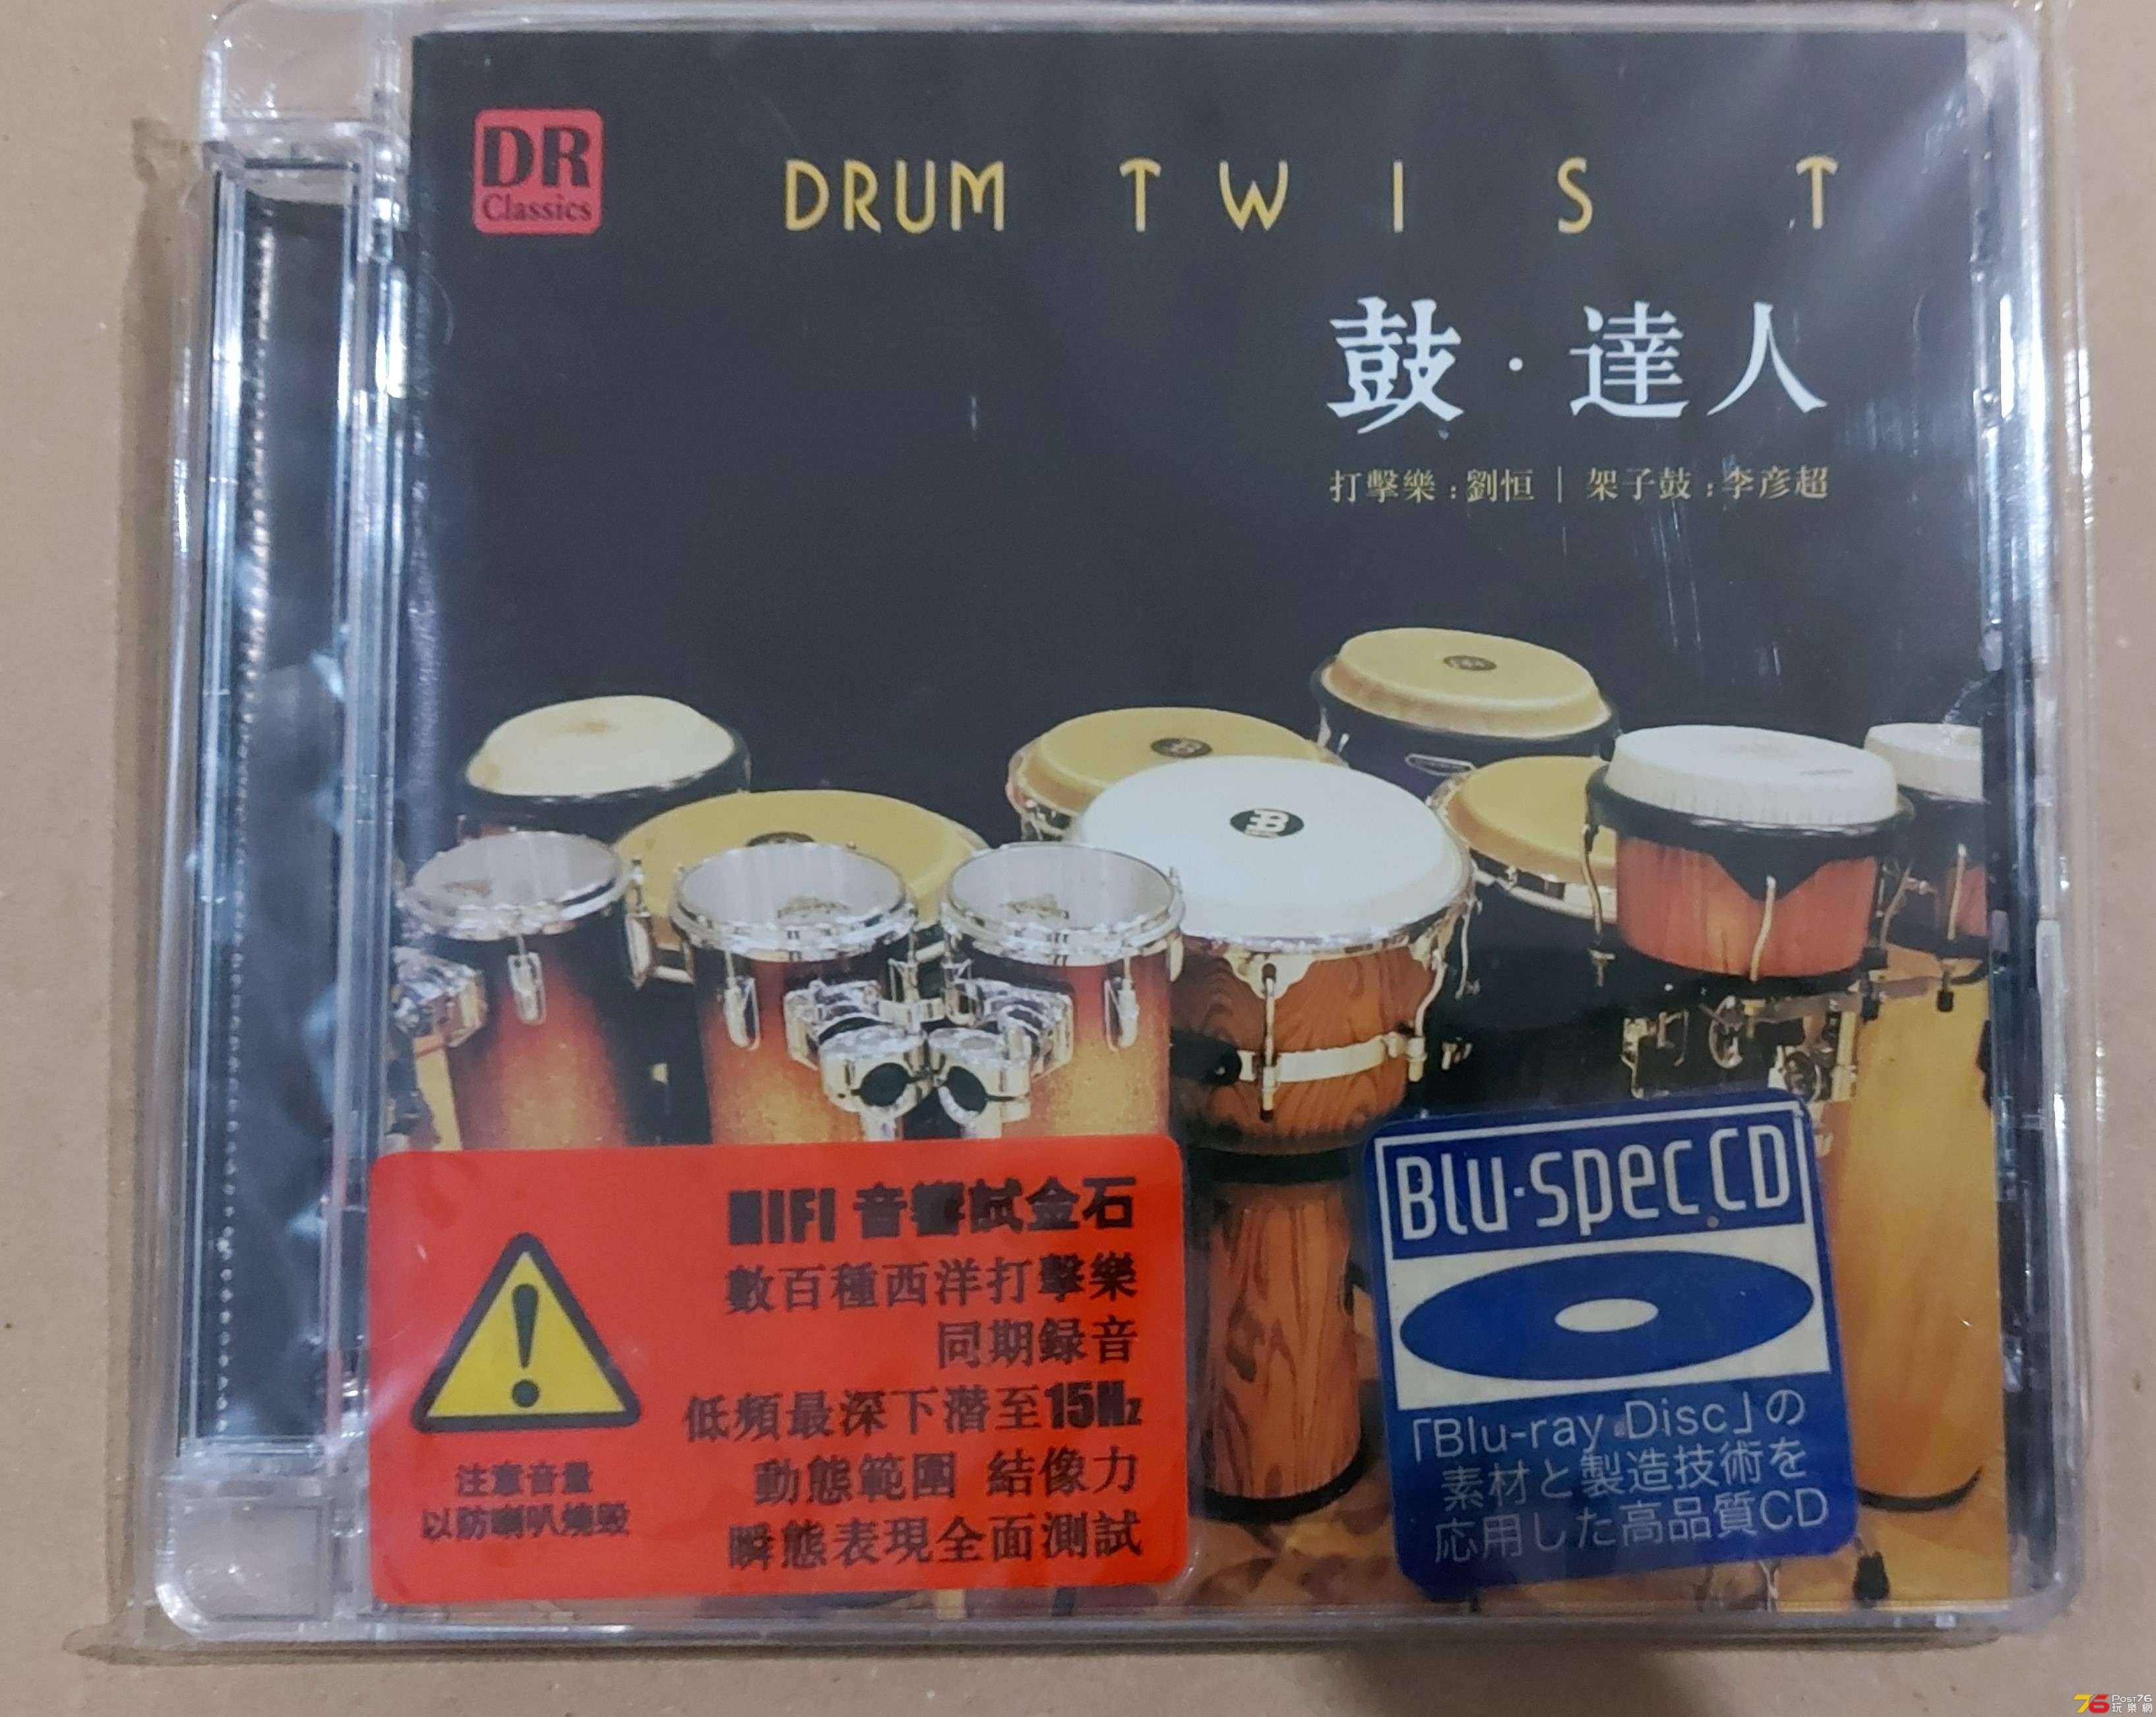 DR
Classics
DRUM TWIST
鼓·達人
打擊樂:劉恒 | 架子鼓:李彦超
HIFI 音響試金石
數百種西洋打擊樂
同期録音
低頻最深下潛至15Hz
動態範圍 結像力
瞬態表現全面測試
注意音量
以防喇叭燒毀
Blu-spec CD
「Blu-ray Disc」の
素材と製造技術を
応用した高品質CD
76 POST76
玩樂網